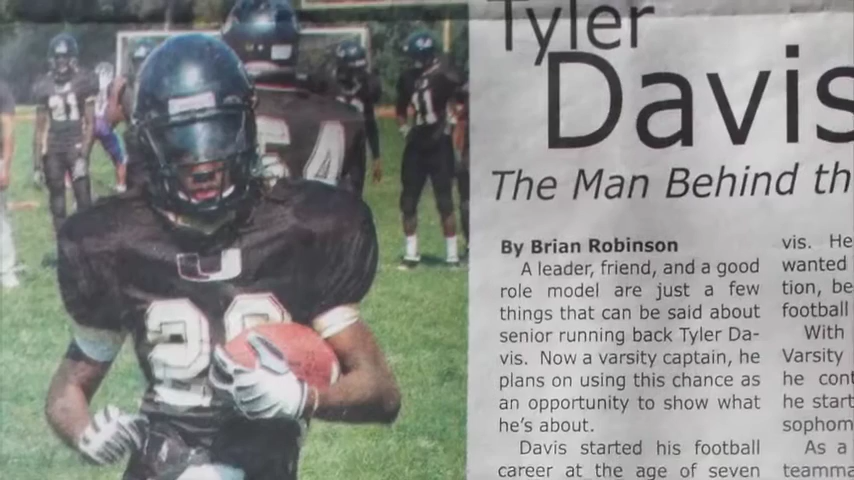 Tyler
Davis
The Man Behind th
By Brian Robinson
A leader, friend, and a good
role model are just a few
things that can be said about
senior running back Tyler Da-
vis. Now a varsity captain, he
plans on using this chance as
an opportunity to show what
he's about.
Davis started his football
career at the age of seven
vis. He
wanted
tion, be
football
With
Varsity
he cont
he start
sophom
As a
teamma
21
54
11
U